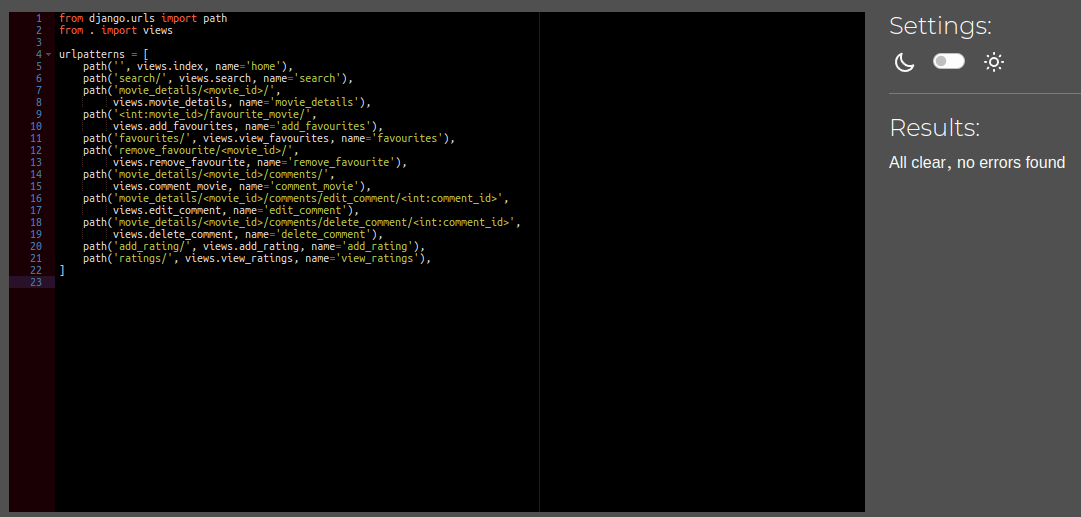 1 from django.urls import path
2 from . import views
3
4 urlpatterns = [
5     path('', views.index, name='home'),
6     path('search/', views.search, name='search'),
7     path('movie_details/<movie_id>/',
8          views.movie_details, name='movie_details'),
9     path('<int:movie_id>/favourite_movie/',
10          views.add_favourites, name='add_favourites'),
11     path('favourites/', views.view_favourites, name='favourites'),
12     path('remove_favourite/<movie_id>/',
13          views.remove_favourite, name='remove_favourite'),
14     path('movie_details/<movie_id>/comments/',
15          views.comment_movie, name='comment_movie'),
16     path('movie_details/<movie_id>/comments/edit_comment/<int:comment_id>',
17          views.edit_comment, name='edit_comment'),
18     path('movie_details/<movie_id>/comments/delete_comment/<int:comment_id>',
19          views.delete_comment, name='delete_comment'),
20     path('add_rating/', views.add_rating, name='add_rating'),
21     path('ratings/', views.view_ratings, name='view_ratings'),
22 ]
23
Settings:
Results:
All clear, no errors found